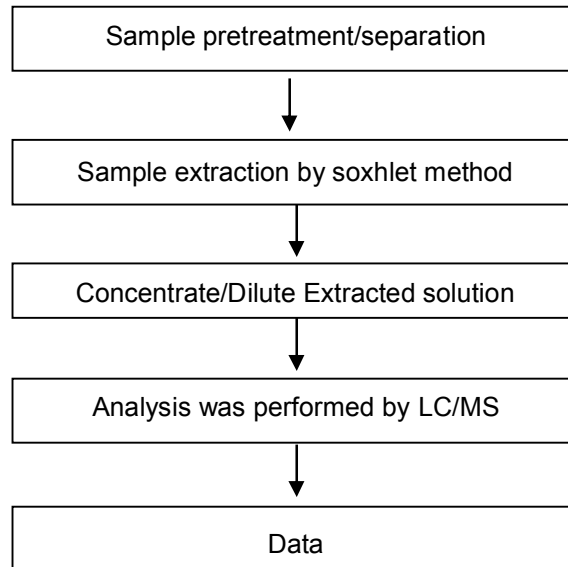 Sample pretreatment/separation
Sample extraction by soxhlet method
Concentrate/Dilute Extracted solution
Analysis was performed by LC/MS
Data